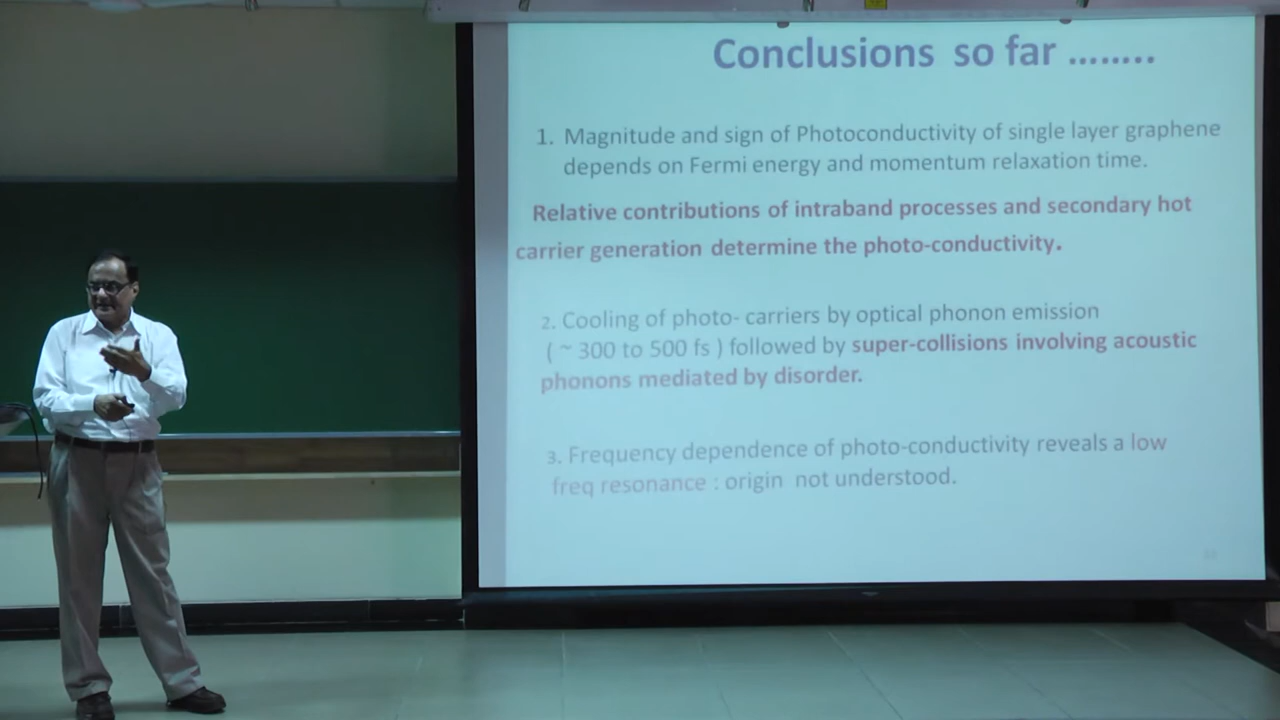 Conclusions so far ........
1. Magnitude and sign of Photoconductivity of single layer graphene
depends on Fermi energy and momentum relaxation time.
Relative contributions of intraband processes and secondary hot
carrier generation determine the photo-conductivity.
2. Cooling of photo- carriers by optical phonon emission
( ~ 300 to 500 fs ) followed by super-collisions involving acoustic
phonons mediated by disorder.
3. Frequency dependence of photo-conductivity reveals a low
freq resonance : origin not understood.